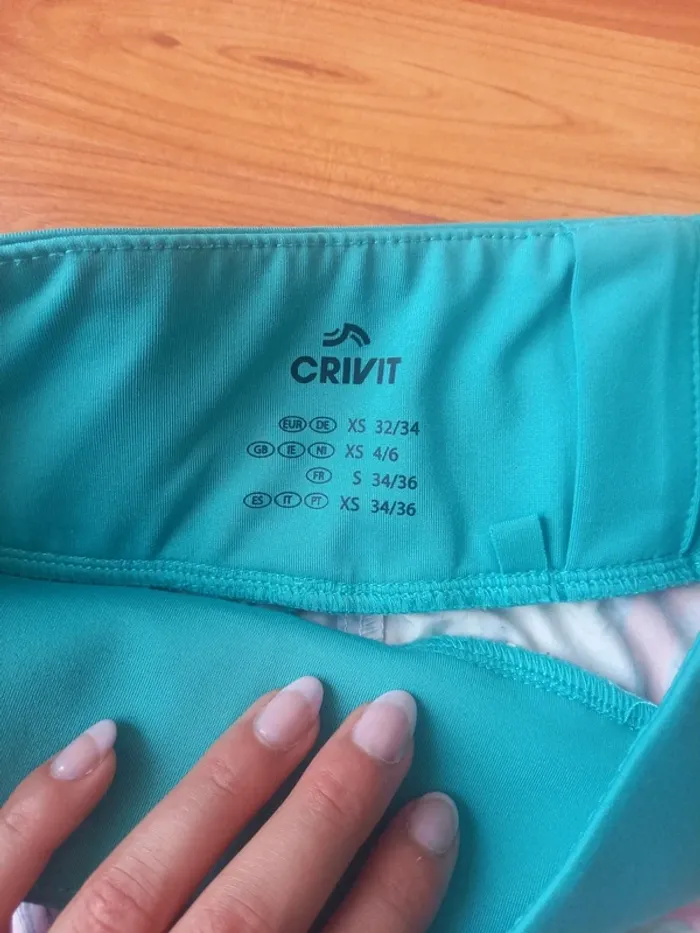 CRIVIT
EUR DE XS 32/34
GB IE NI XS 4/6
FR S 34/36
ES IT PT XS 34/36